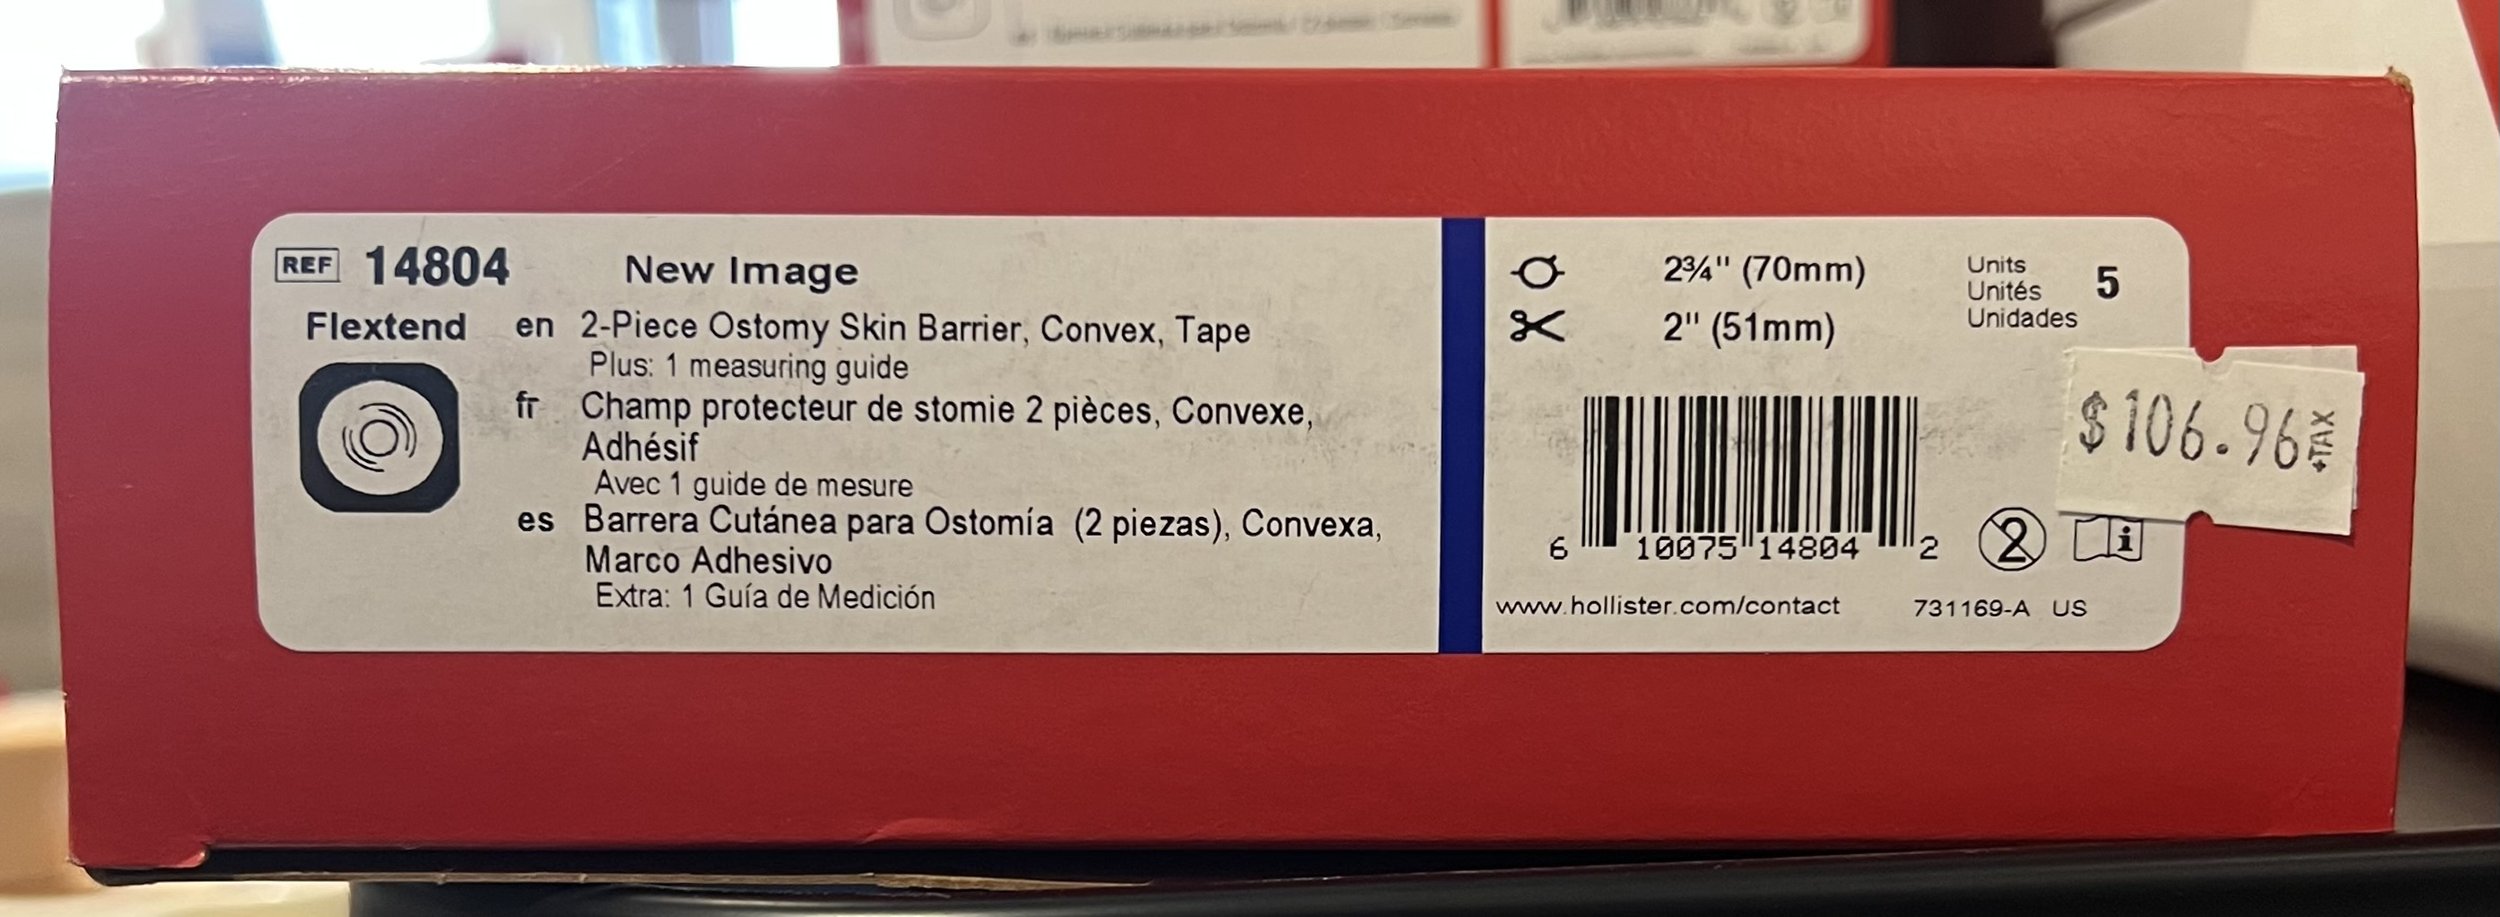 REF 14804 New Image
Flextend
en 2-Piece Ostomy Skin Barrier, Convex, Tape
Plus: 1 measuring guide
fr Champ protecteur de stomie 2 pièces, Convexe,
Adhésif
Avec 1 guide de mesure
es Barrera Cutánea para Ostomía (2 piezas), Convexa,
Marco Adhesivo
Extra: 1 Guía de Medición
2¾" (70mm)
2" (51mm)
Units
Unités
Unidades
5
$106.96
+TAX
6 10075 14804 2
2
i
www.hollister.com/contact 731169-A US